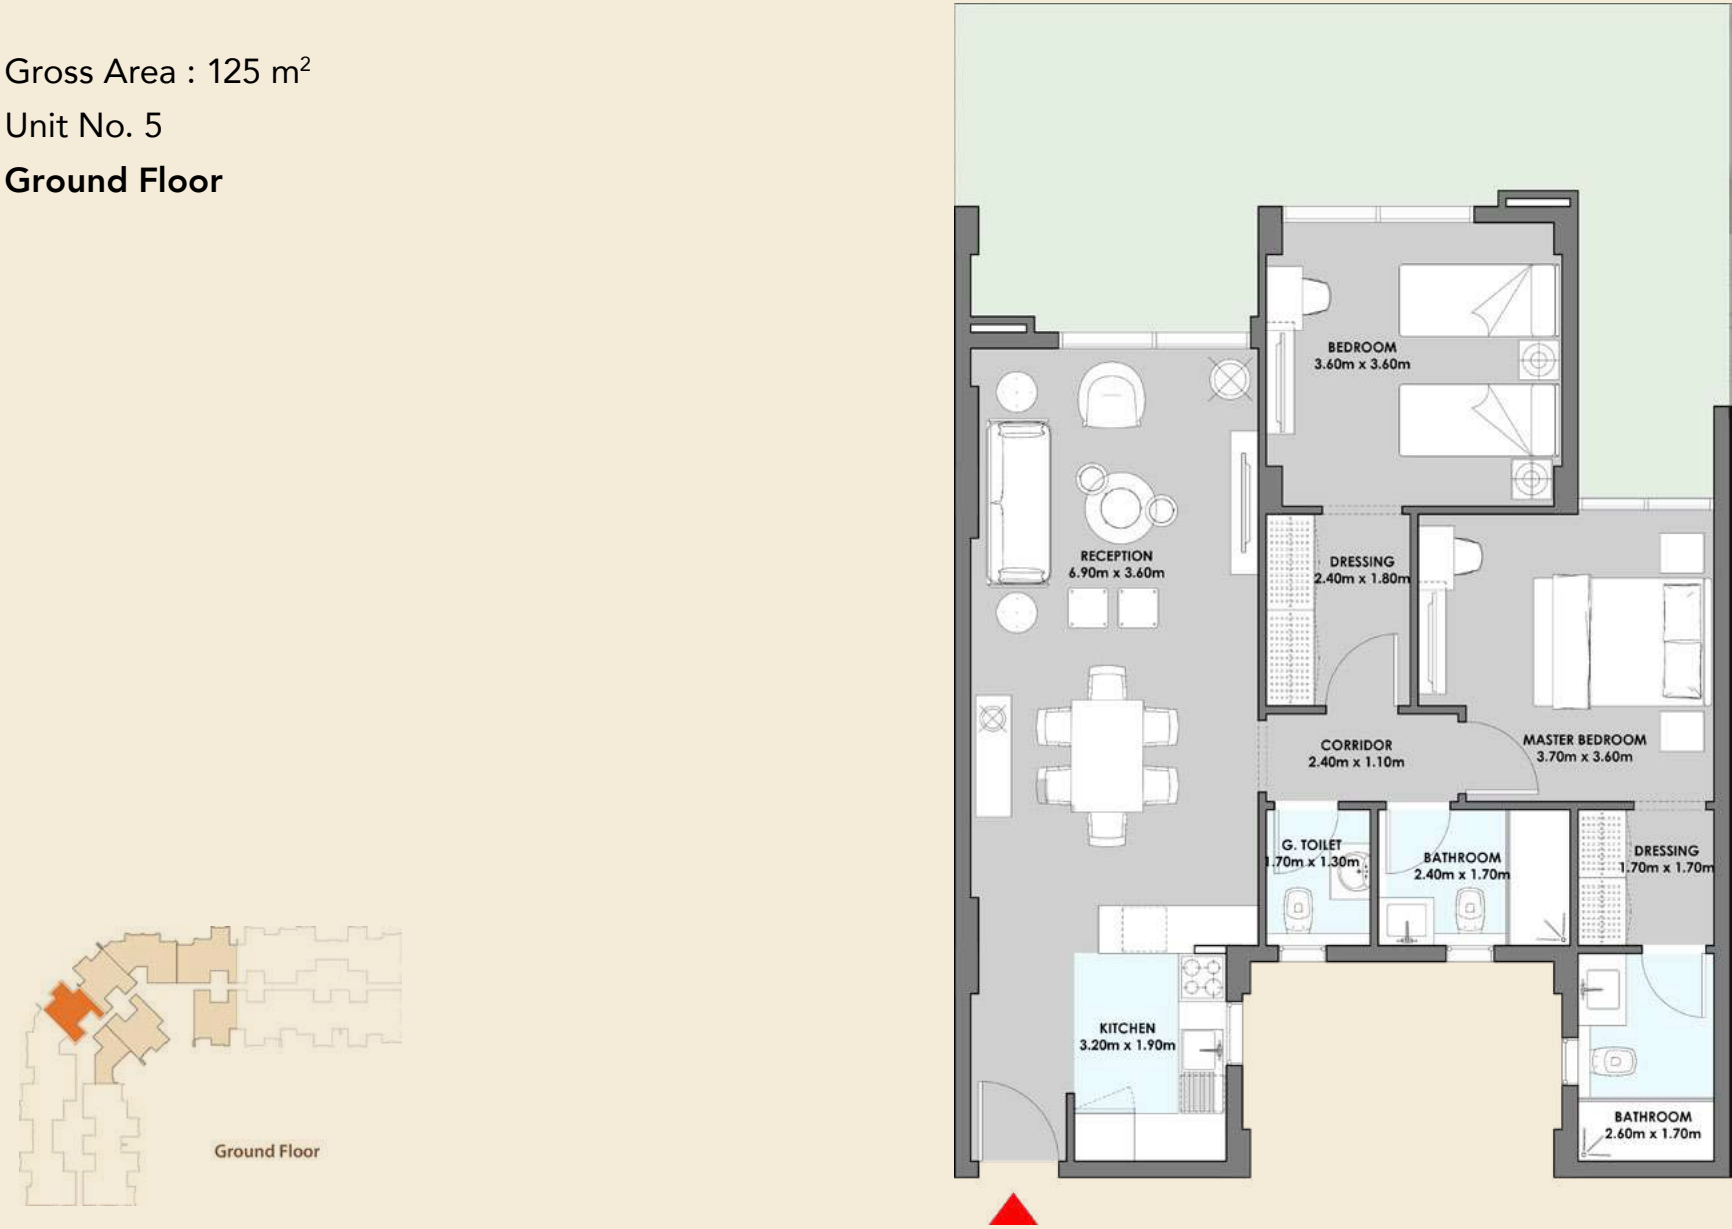 Gross Area : 125 m²
Unit No. 5
Ground Floor
BEDROOM
3.60m x 3.60m
RECEPTION
6.90m x 3.60m
DRESSING
2.40m x 1.80m
CORRIDOR
2.40m x 1.10m
MASTER BEDROOM
3.70m x 3.60m
G. TOILET
1.70m x 1.30m
BATHROOM
2.40m x 1.70m
DRESSING
1.70m x 1.70m
KITCHEN
3.20m x 1.90m
BATHROOM
2.60m x 1.70m
Ground Floor